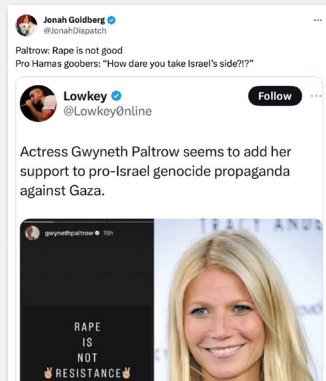 Jonah Goldberg
@JonahDispatch
Paltrow: Rape is not good
Pro Hamas goobers: “How dare you take Israel’s side?!?”
Lowkey
@Lowkey0nline
Follow
Actress Gwyneth Paltrow seems to add her
support to pro-Israel genocide propaganda
against Gaza.
gwynethpaltrow 19h
RAPE
IS
NOT
✌🏼RESISTANCE✌🏼